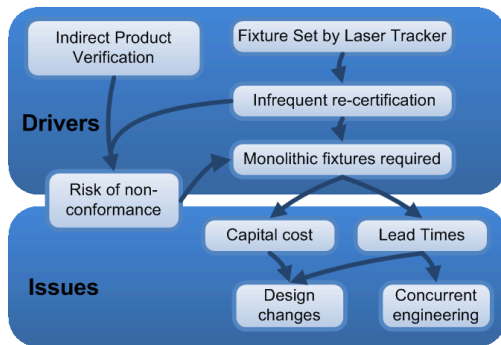 Indirect Product
Verification
Fixture Set by Laser Tracker
Infrequent re-certification
Drivers
Monolithic fixtures required
Risk of non-
conformance
Capital cost
Lead Times
Issues
Design
changes
Concurrent
engineering